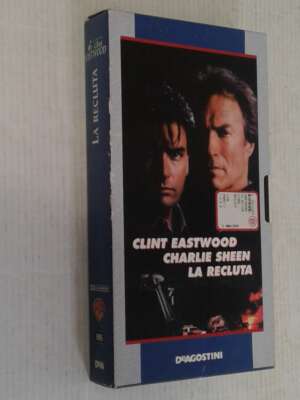 LA RECLUTA
CLINT EASTWOOD
CHARLIE SHEEN
LA RECLUTA
DeAGOSTINI